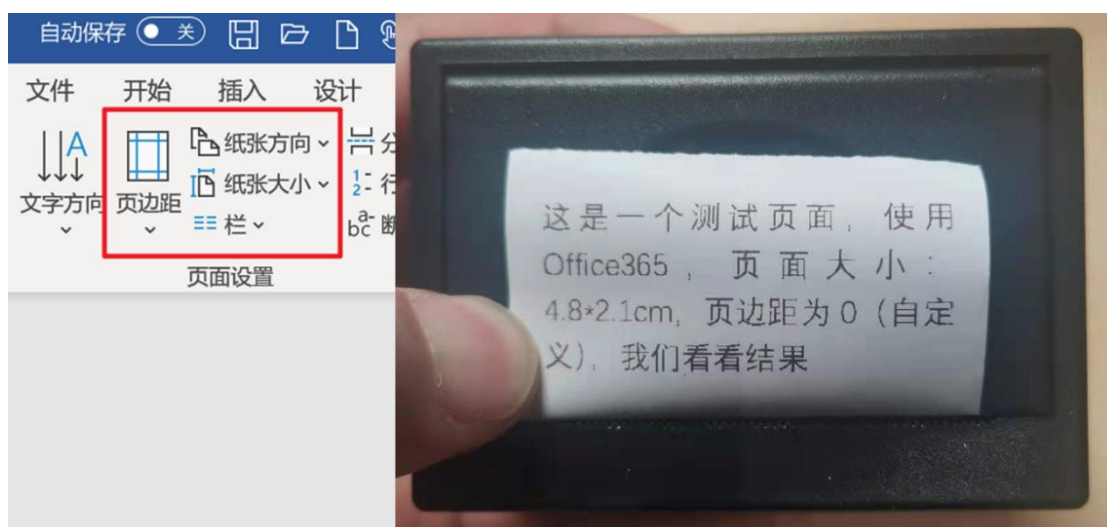 自动保存 关
文件 开始 插入 设计
文字方向
页边距
纸张方向
纸张大小
栏
页面设置
这是一个测试页面，使用
Office365，页面大小：
4.8*2.1cm，页边距为0（自定
义），我们看看结果